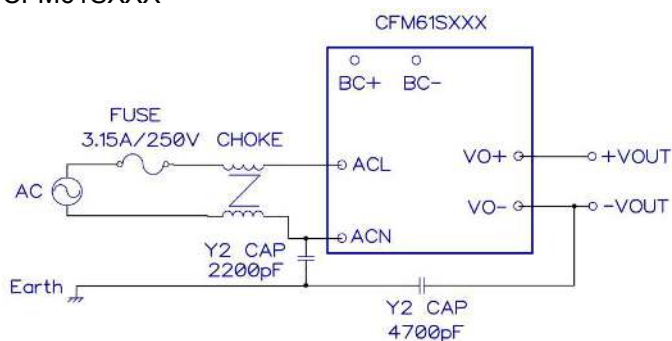 CFM61SXXX
CFM61SXXX
BC+ BC-
FUSE
3.15A/250V CHOKE
ACL
VO+ +VOUT
AC
VO- -VOUT
ACN
Y2 CAP
2200pF
Earth
Y2 CAP
4700pF